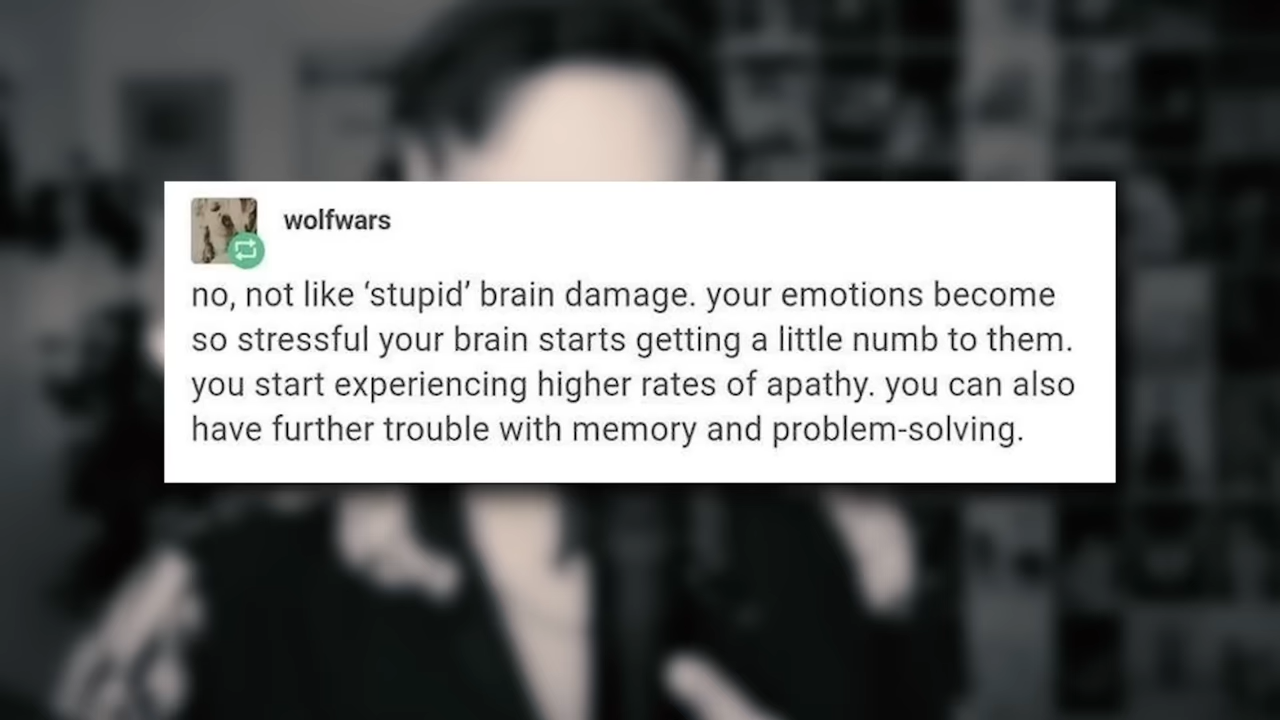 wolfwars
no, not like ‘stupid’ brain damage. your emotions become
so stressful your brain starts getting a little numb to them.
you start experiencing higher rates of apathy. you can also
have further trouble with memory and problem-solving.